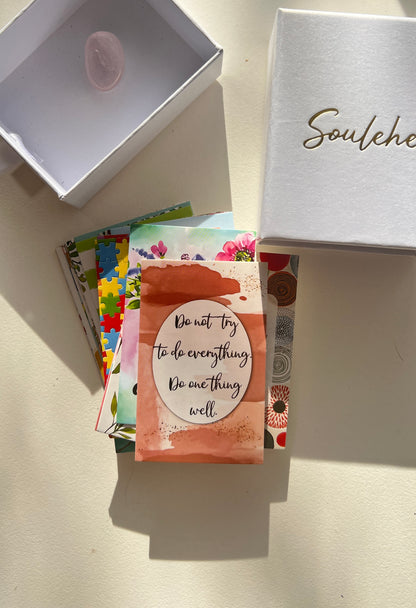 Soulehe
Do not try
to do everything.
Do one thing
well.